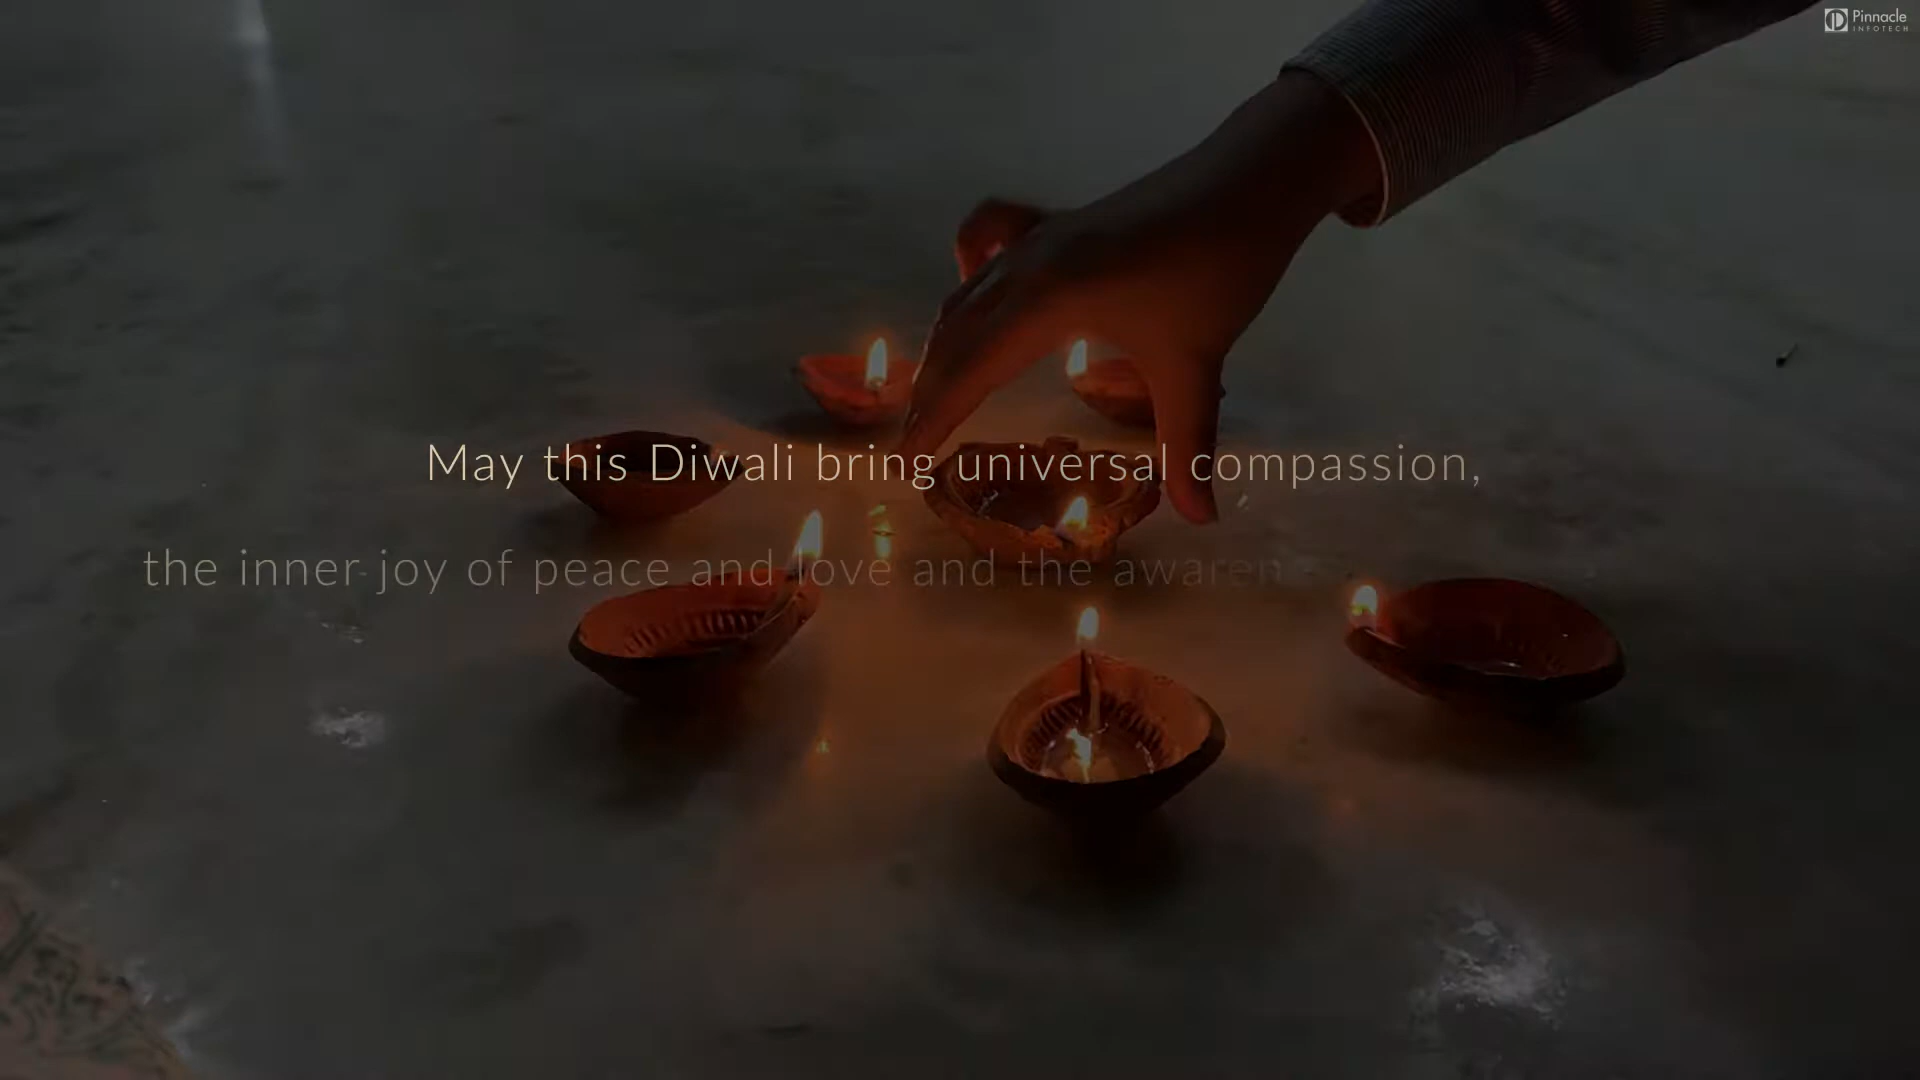 Pinnacle
INFOTECH
May this Diwali bring universal compassion,
the inner joy of peace and love and the